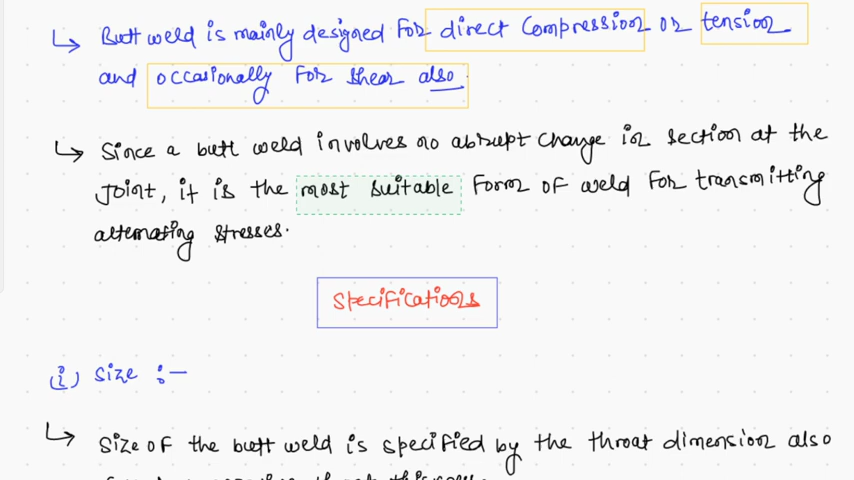 Butt weld is mainly designed for direct compression or tension
and occasionally for shear also.
Since a butt weld involves no abrupt change in section at the
joint, it is the most suitable form of weld for transmitting
alternating stresses.
Specifications
(i) Size :-
Size of the butt weld is specified by the throat dimension also